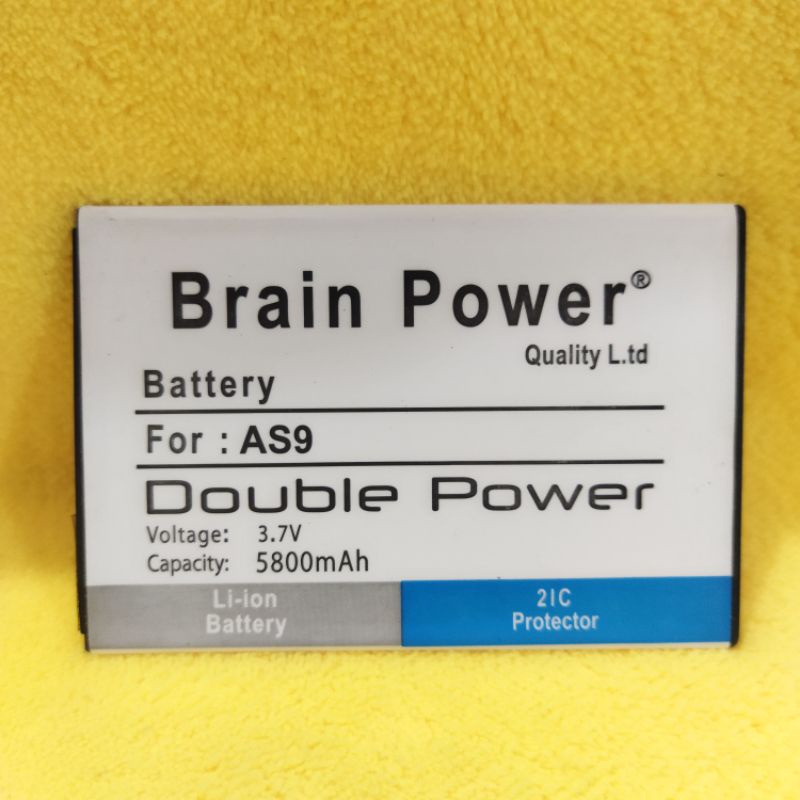 Brain Power®
Quality L.td
Battery
For : AS9
Double Power
Voltage: 3.7V
Capacity: 5800mAh
Li-ion
Battery
2IC
Protector